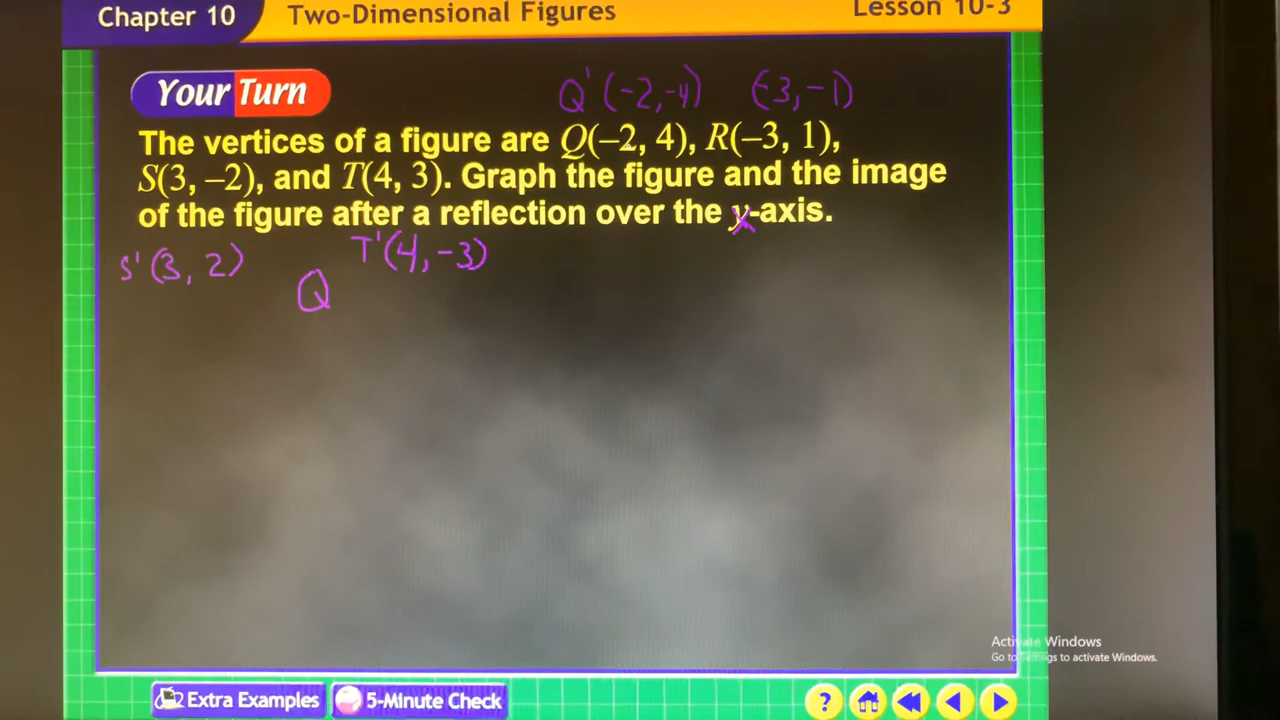 Chapter 10 Two-Dimensional Figures Lesson 10-3
Your Turn
Q'(-2,-4) (-3,-1)
The vertices of a figure are Q(–2, 4), R(–3, 1),
S(3, –2), and T(4, 3). Graph the figure and the image
of the figure after a reflection over the x-axis.
S'(3, 2) T'(4,-3)
Q
Activate Windows
Go to Settings to activate Windows.
Extra Examples 5-Minute Check ?